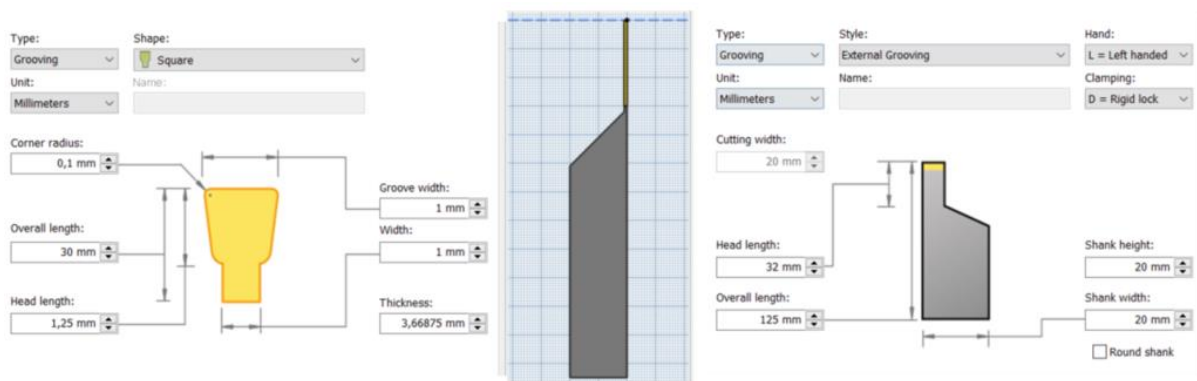 Type:
Shape:
Grooving
Square
Unit:
Name:
Millimeters
Corner radius:
0,1 mm
Groove width:
1 mm
Overall length:
30 mm
Width:
1 mm
Head length:
1,25 mm
Thickness:
3,66875 mm
Type:
Style:
Hand:
Grooving
External Grooving
L = Left handed
Unit:
Name:
Clamping:
Millimeters
D = Rigid lock
Cutting width:
20 mm
Head length:
32 mm
Shank height:
20 mm
Overall length:
125 mm
Shank width:
20 mm
Round shank